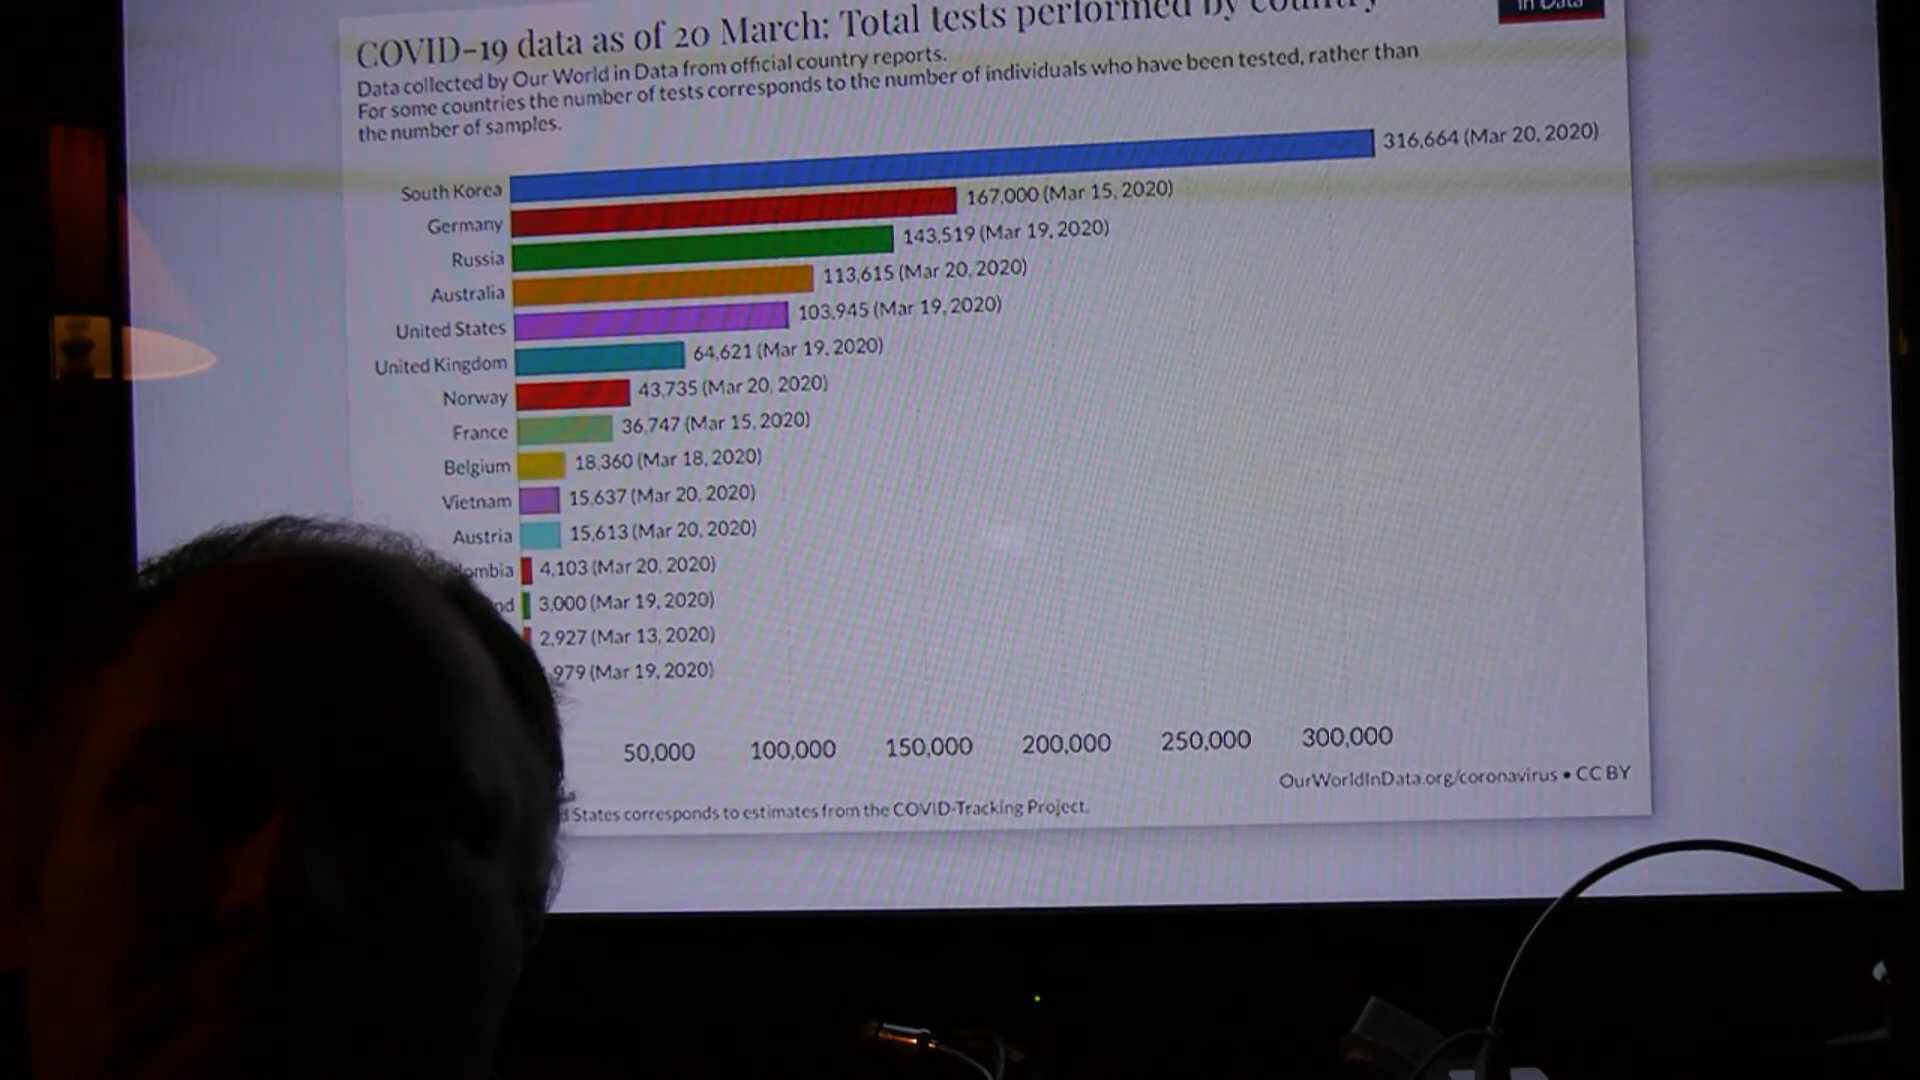 COVID-19 data as of 20 March: Total tests performed by country
in Data
Data collected by Our World in Data from official country reports.
For some countries the number of tests corresponds to the number of individuals who have been tested, rather than
the number of samples.
South Korea 316,664 (Mar 20, 2020)
Germany 167,000 (Mar 15, 2020)
Russia 143,519 (Mar 19, 2020)
Australia 113,615 (Mar 20, 2020)
United States 103,945 (Mar 19, 2020)
United Kingdom 64,621 (Mar 19, 2020)
Norway 43,735 (Mar 20, 2020)
France 36,747 (Mar 15, 2020)
Belgium 18,360 (Mar 18, 2020)
Vietnam 15,637 (Mar 20, 2020)
Austria 15,613 (Mar 20, 2020)
ombia 4,103 (Mar 20, 2020)
nd 3,000 (Mar 19, 2020)
2,927 (Mar 13, 2020)
979 (Mar 19, 2020)
50,000 100,000 150,000 200,000 250,000 300,000
OurWorldInData.org/coronavirus • CC BY
States corresponds to estimates from the COVID-Tracking Project.